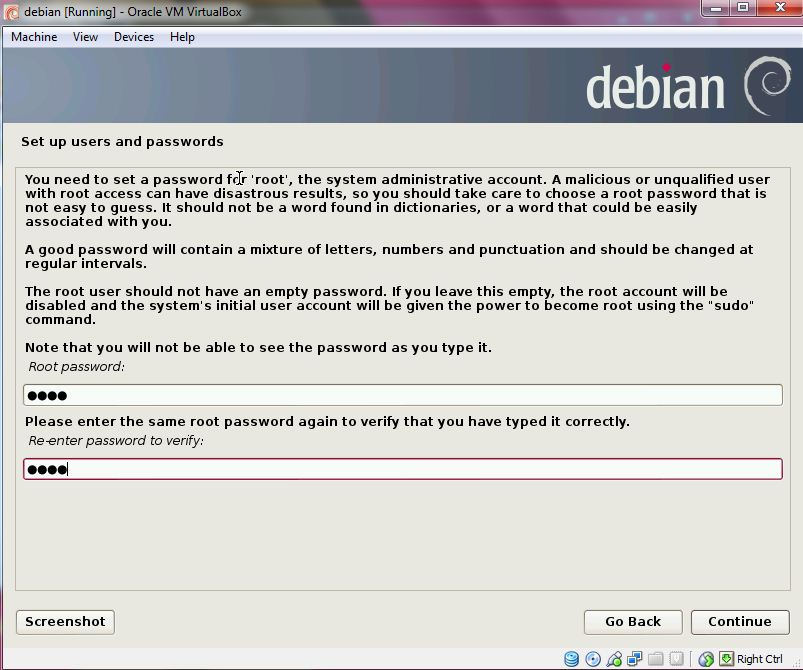 debian [Running] - Oracle VM VirtualBox
Machine View Devices Help
debian
Set up users and passwords
You need to set a password for 'root', the system administrative account. A malicious or unqualified user
with root access can have disastrous results, so you should take care to choose a root password that is
not easy to guess. It should not be a word found in dictionaries, or a word that could be easily
associated with you.
A good password will contain a mixture of letters, numbers and punctuation and should be changed at
regular intervals.
The root user should not have an empty password. If you leave this empty, the root account will be
disabled and the system's initial user account will be given the power to become root using the "sudo"
command.
Note that you will not be able to see the password as you type it.
Root password:
●●●●
Please enter the same root password again to verify that you have typed it correctly.
Re-enter password to verify:
●●●●
Screenshot Go Back Continue
Right Ctrl